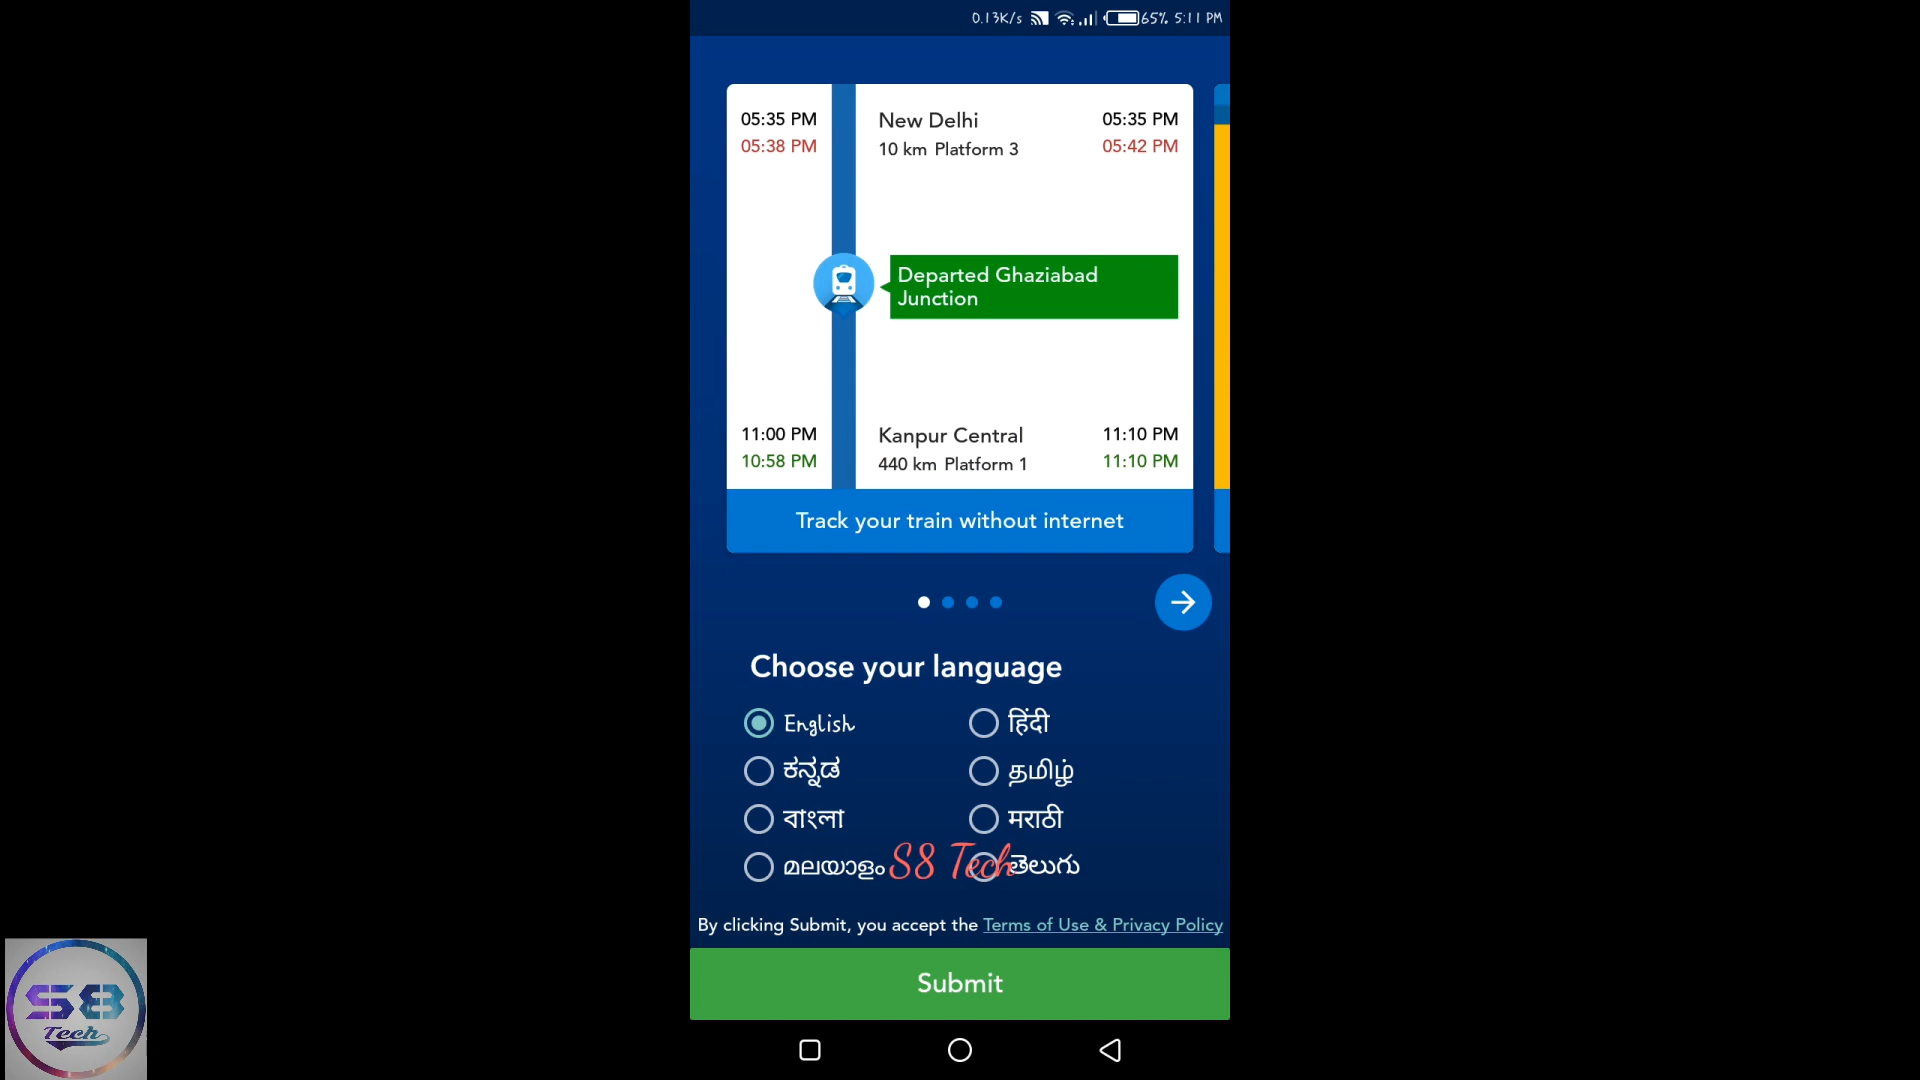 0.13K/s 65% 5:11 PM
05:35 PM New Delhi 05:35 PM
05:38 PM 10 km Platform 3 05:42 PM
Departed Ghaziabad
Junction
11:00 PM Kanpur Central 11:10 PM
10:58 PM 440 km Platform 1 11:10 PM
Track your train without internet
Choose your language
English हिंदी
ಕನ್ನಡ தமிழ்
বাংলা मराठी
മലയാളം S8 Tech తెలుగు
By clicking Submit, you accept the Terms of Use & Privacy Policy
Submit
S8
Tech